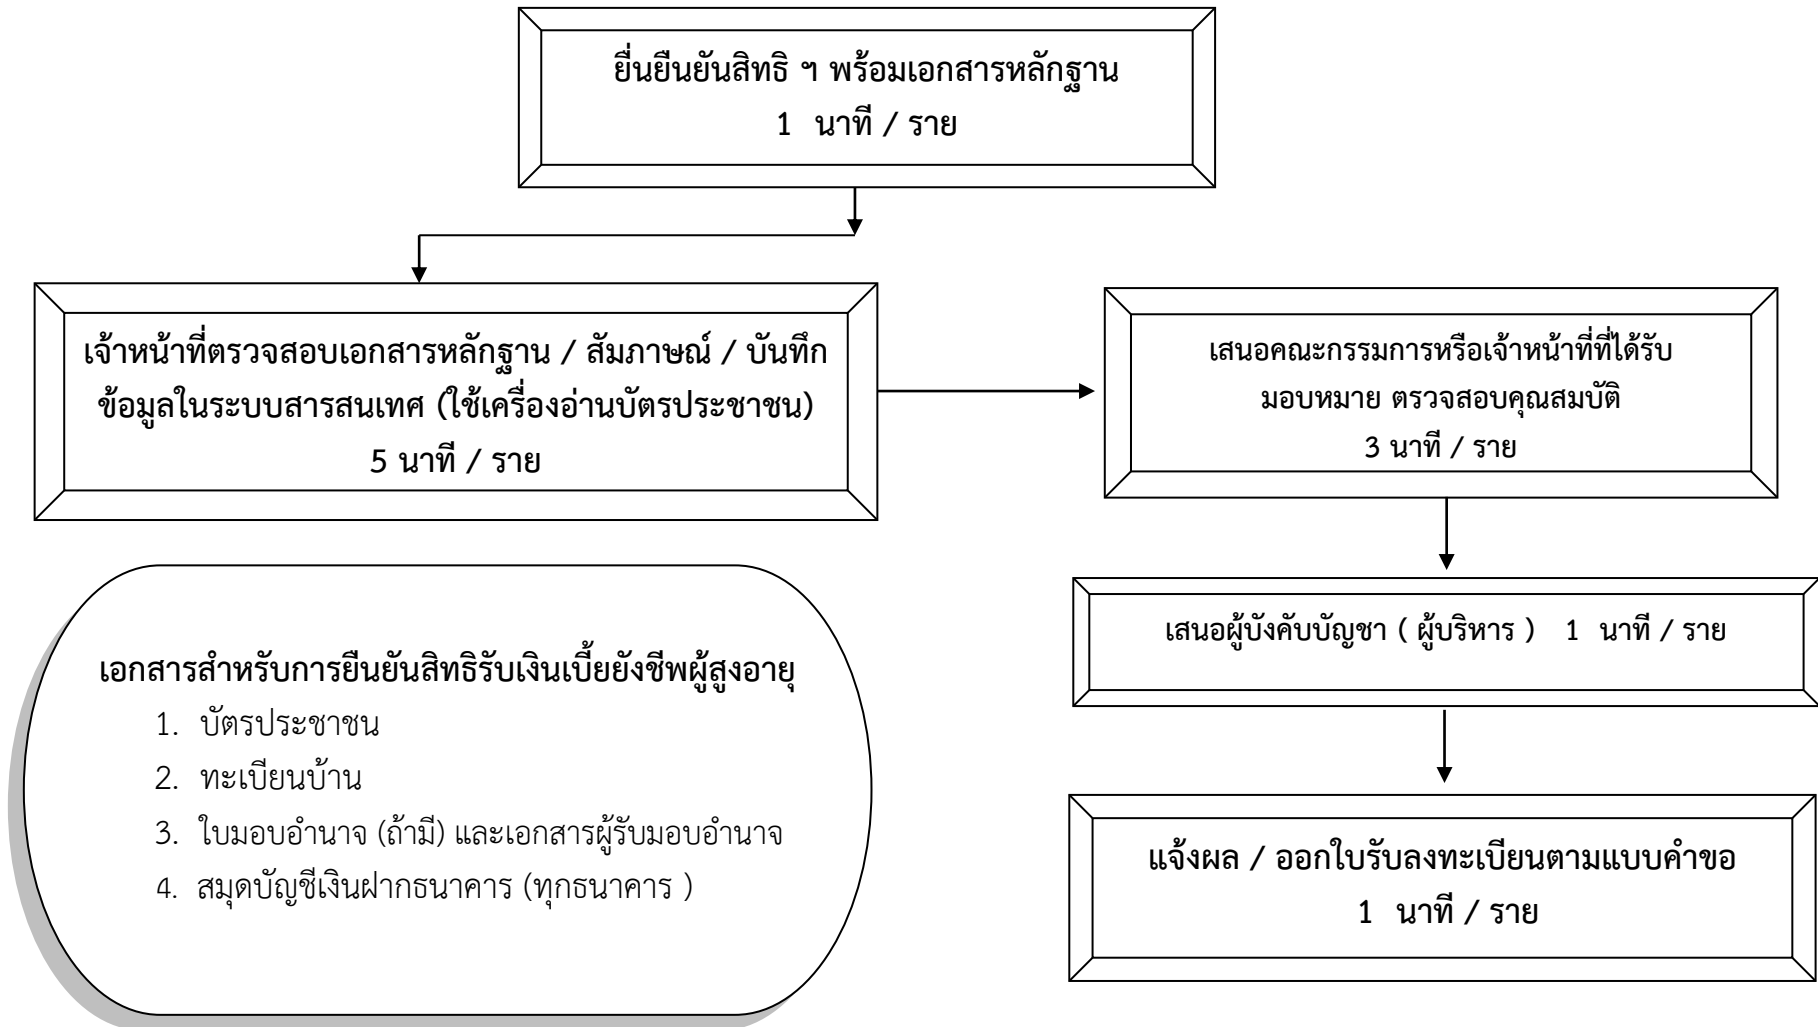 ยื่นยืนยันสิทธิ ฯ พร้อมเอกสารหลักฐาน
1 นาที / ราย
เจ้าหน้าที่ตรวจสอบเอกสารหลักฐาน / สัมภาษณ์ / บันทึก
ข้อมูลในระบบสารสนเทศ (ใช้เครื่องอ่านบัตรประชาชน)
5 นาที / ราย
เสนอคณะกรรมการหรือเจ้าหน้าที่ที่ได้รับ
มอบหมาย ตรวจสอบคุณสมบัติ
3 นาที / ราย
เสนอผู้บังคับบัญชา ( ผู้บริหาร ) 1 นาที / ราย
แจ้งผล / ออกใบรับลงทะเบียนตามแบบคำขอ
1 นาที / ราย
เอกสารสำหรับการยืนยันสิทธิรับเงินเบี้ยยังชีพผู้สูงอายุ
1. บัตรประชาชน
2. ทะเบียนบ้าน
3. ใบมอบอำนาจ (ถ้ามี) และเอกสารผู้รับมอบอำนาจ
4. สมุดบัญชีเงินฝากธนาคาร (ทุกธนาคาร )